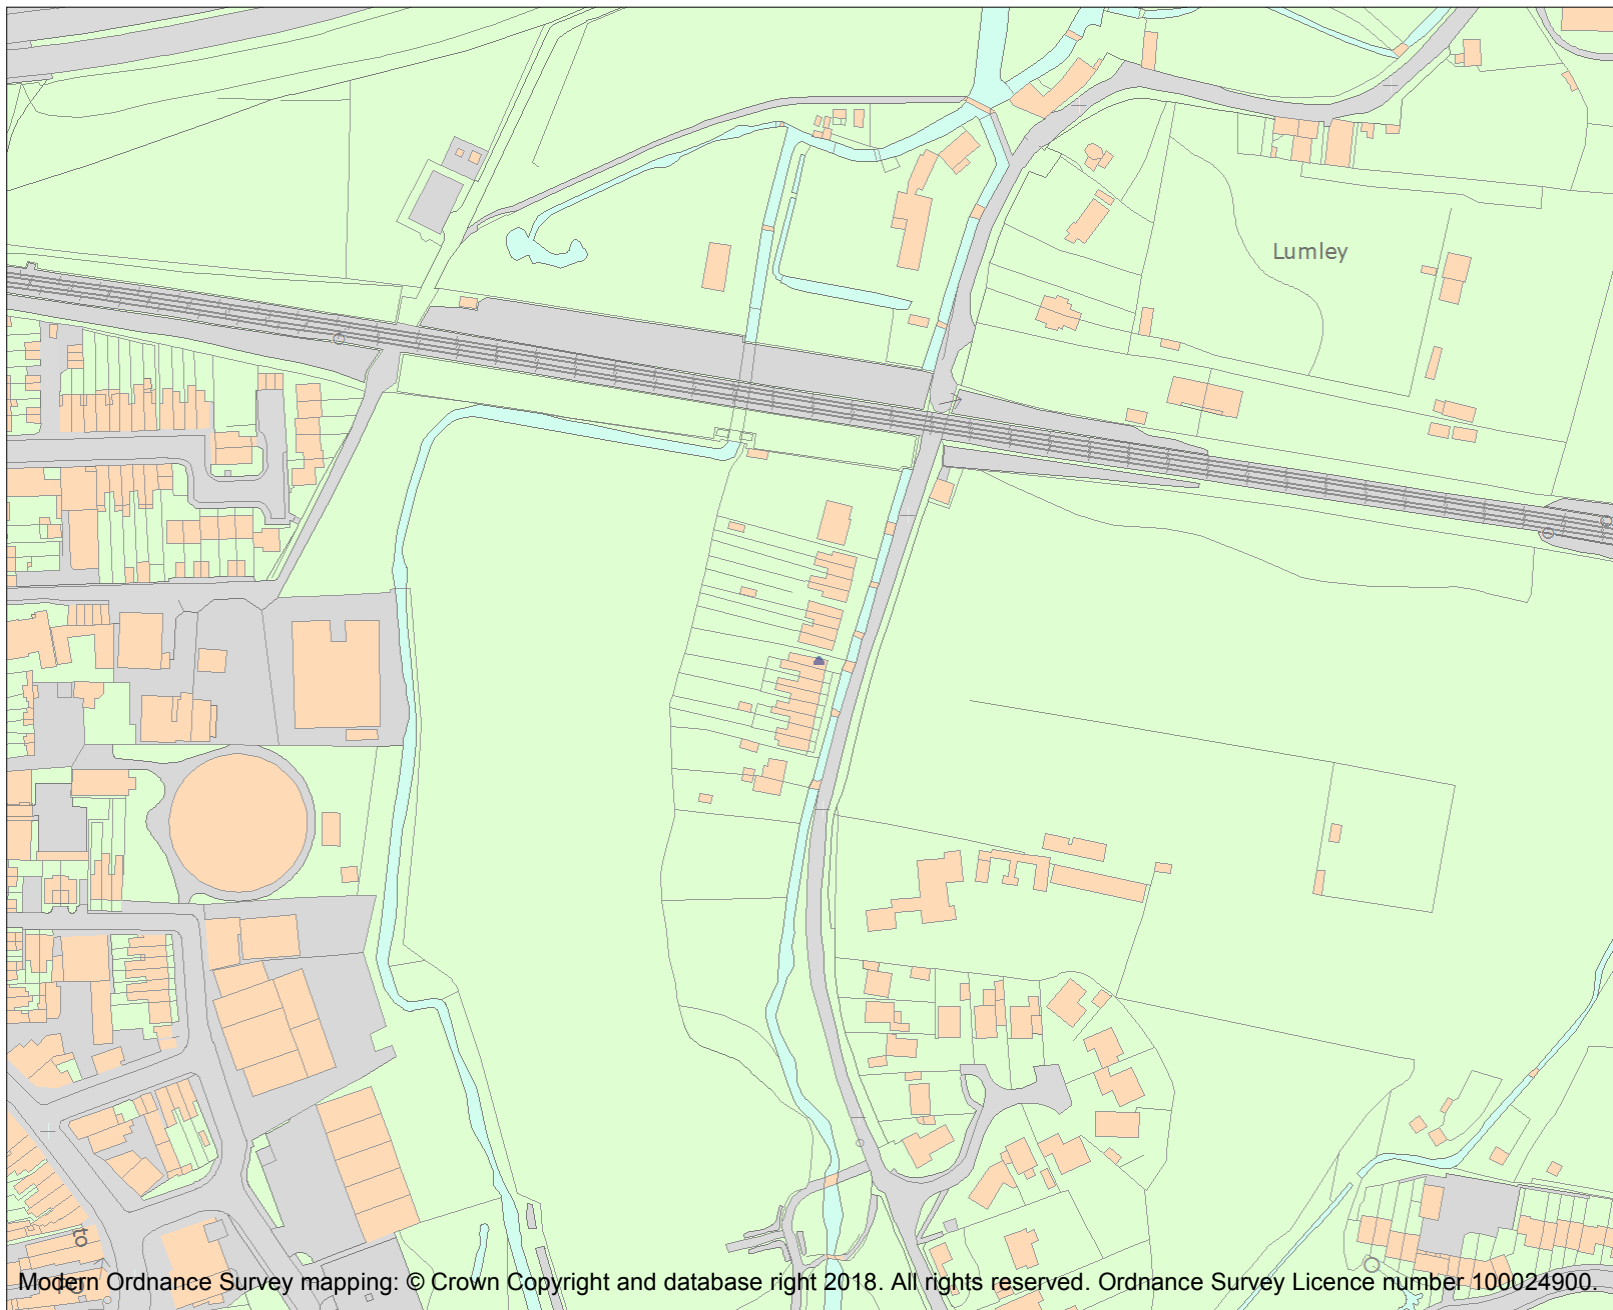 Lumley
to
Modern Ordnance Survey mapping: © Crown Copyright and database right 2018. All rights reserved. Ordnance Survey Licence number 100024900.